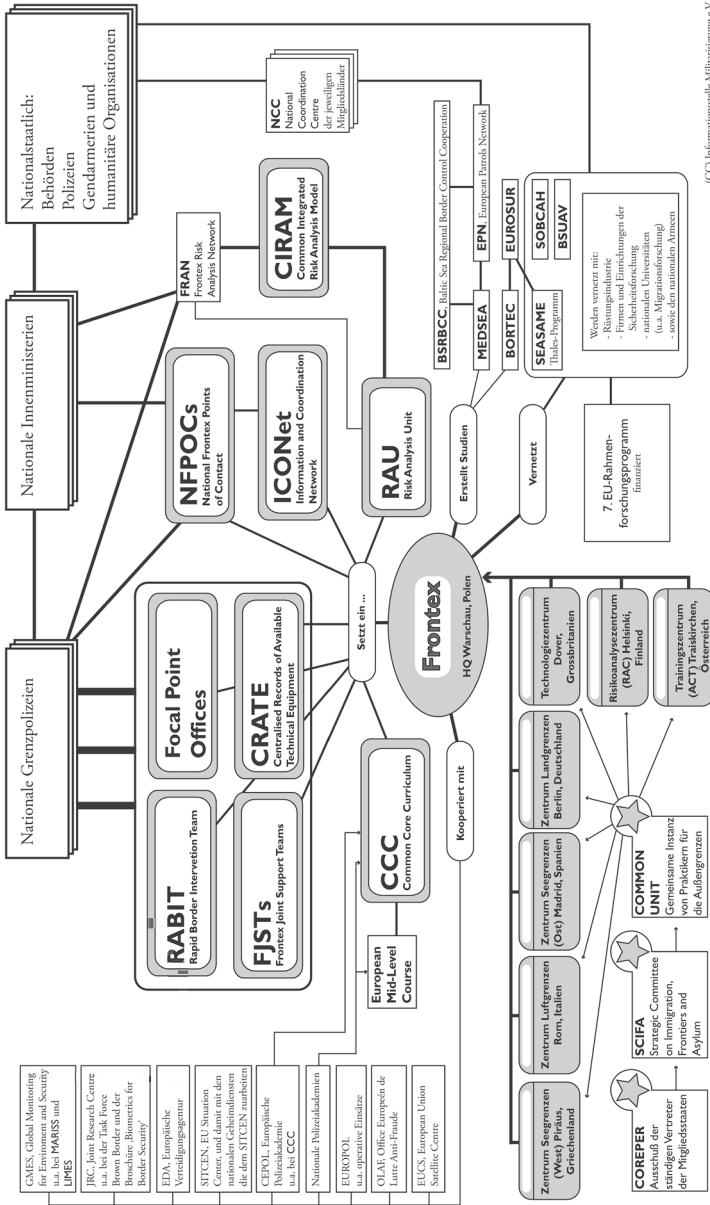 Nationale Grenzpolizeien
Nationale Innenministerien
Nationalstaatlich:
Behörden
Polizeien
Gendarmerien und
humanitäre Organisationen
GMES, Global Monitoring
for Enviroment and Security
u.a. bei MARISS und
LIMES
JRC, Joint Research Centre
u.a. bei der Task Force
Brown Border und der
Broschüre ‚Biometrics for
Border Security'
EDA, Europäische
Verteidigungsagentur
SITCEN, EU Situation
Center, und damit mit den
nationalen Geheimdiensten
die dem SITCEN zuarbeiten
CEPOL, Europäische
Polizeiakademie
u.a. bei CCC
Nationale Polizeiakademien
EUROPOL
u.a. operative Einsätze
OLAF, Office Européen de
Lutte Anti-Fraude
EUCS, European Union
Satellite Centre
RABIT
Rapid Border Intervetion Team
Focal Point
Offices
FJSTs
Frontex Joint Support Teams
CRATE
Centralised Records of Available
Technical Equipment
NFPOCs
National Frontex Points
of Contact
ICONet
Information and Coordination
Network
FRAN
Frontex Risk
Analysis Network
CIRAM
Common Integrated
Risk Analysis Model
NCC
National
Coordination
Centre
der jeweiligen
Mitgliedsländer
European
Mid-Level
Course
CCC
Common Core Curriculum
Setzt ein ...
RAU
Risk Analysis Unit
Kooperiert mit
Frontex
HQ Warschau, Polen
Erstellt Studien
Vernetzt
BSRBCC, Baltic Sea Regional Border Control Cooperation
MEDSEA
EPN, European Patrols Network
BORTEC
EUROSUR
SEASAME
Thales-Programm
SOBCAH
BSUAV
Werden vernetzt mit:
- Rüstungsindustrie
- Firmen und Einrichtungen der
Sicherheitsforschung
- nationalen Universitäten
(u.a. Migrationsforschung)
- sowie den nationalen Armeen
7. EU-Rahmen-
forschungsprogramm
finanziert
Zentrum Seegrenzen
(West) Piräus,
Griechenland
Zentrum Luftgrenzen
Rom, Italien
Zentrum Seegrenzen
(Ost) Madrid, Spanien
Zentrum Landgrenzen
Berlin, Deutschland
Technologiezentrum
Dover,
Grossbritanien
Risikoanalysezentrum
(RAC) Helsinki,
Finland
Trainingszentrum
(ACT) Traiskirchen,
Österreich
COREPER
Ausschuß der
ständigen Vertreter
der Mitgliedsstaaten
SCIFA
Strategic Committee
on Immigration,
Frontiers and
Asylum
COMMON
UNIT
Gemeinsame Instanz
von Praktikern für
die Außengrenzen
(CC) Informationsstelle Militarisierung e.V.